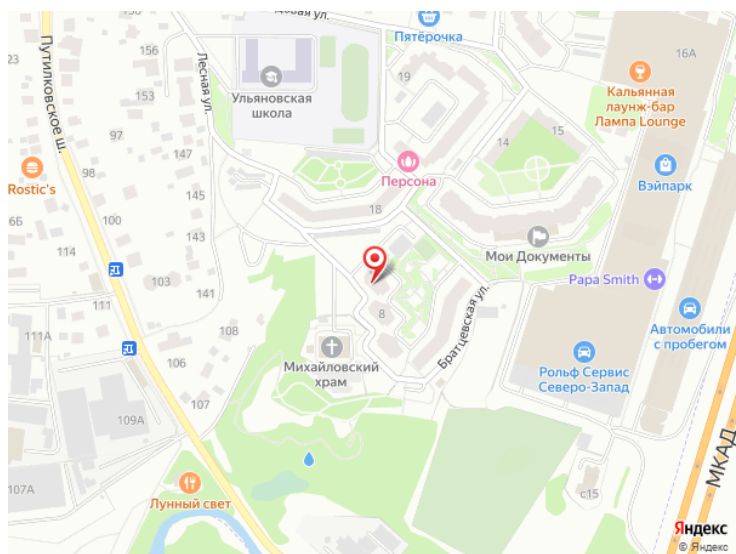 довая ул.
Пятёрочка
16А
156
Путилковское ш.
Лесная ул.
Ульяновская
школа
19
Кальянная
лаунж-бар
Лампа Lounge
153
98
97
147
Rostic's
14
15
Персона
Вэйпарк
145
6Б
100
18
143
Мои Документы
114
103
141
Papa Smith
8
Братцевская ул.
111А
108
106
Михайловский
храм
Автомобили
с пробегом
Рольф Сервис
Северо-Запад
107
109А
МКАД
107А
Лунный свет
с15
Яндекс
© Яндекс